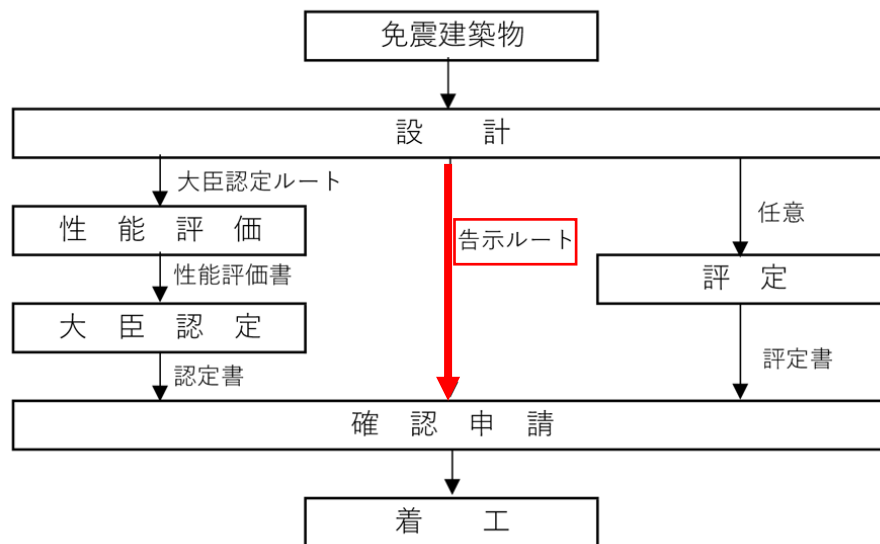 免震建築物
設計
大臣認定ルート
性能評価
告示ルート
任意
性能評価書
評定
大臣認定
認定書
評定書
確認申請
着工